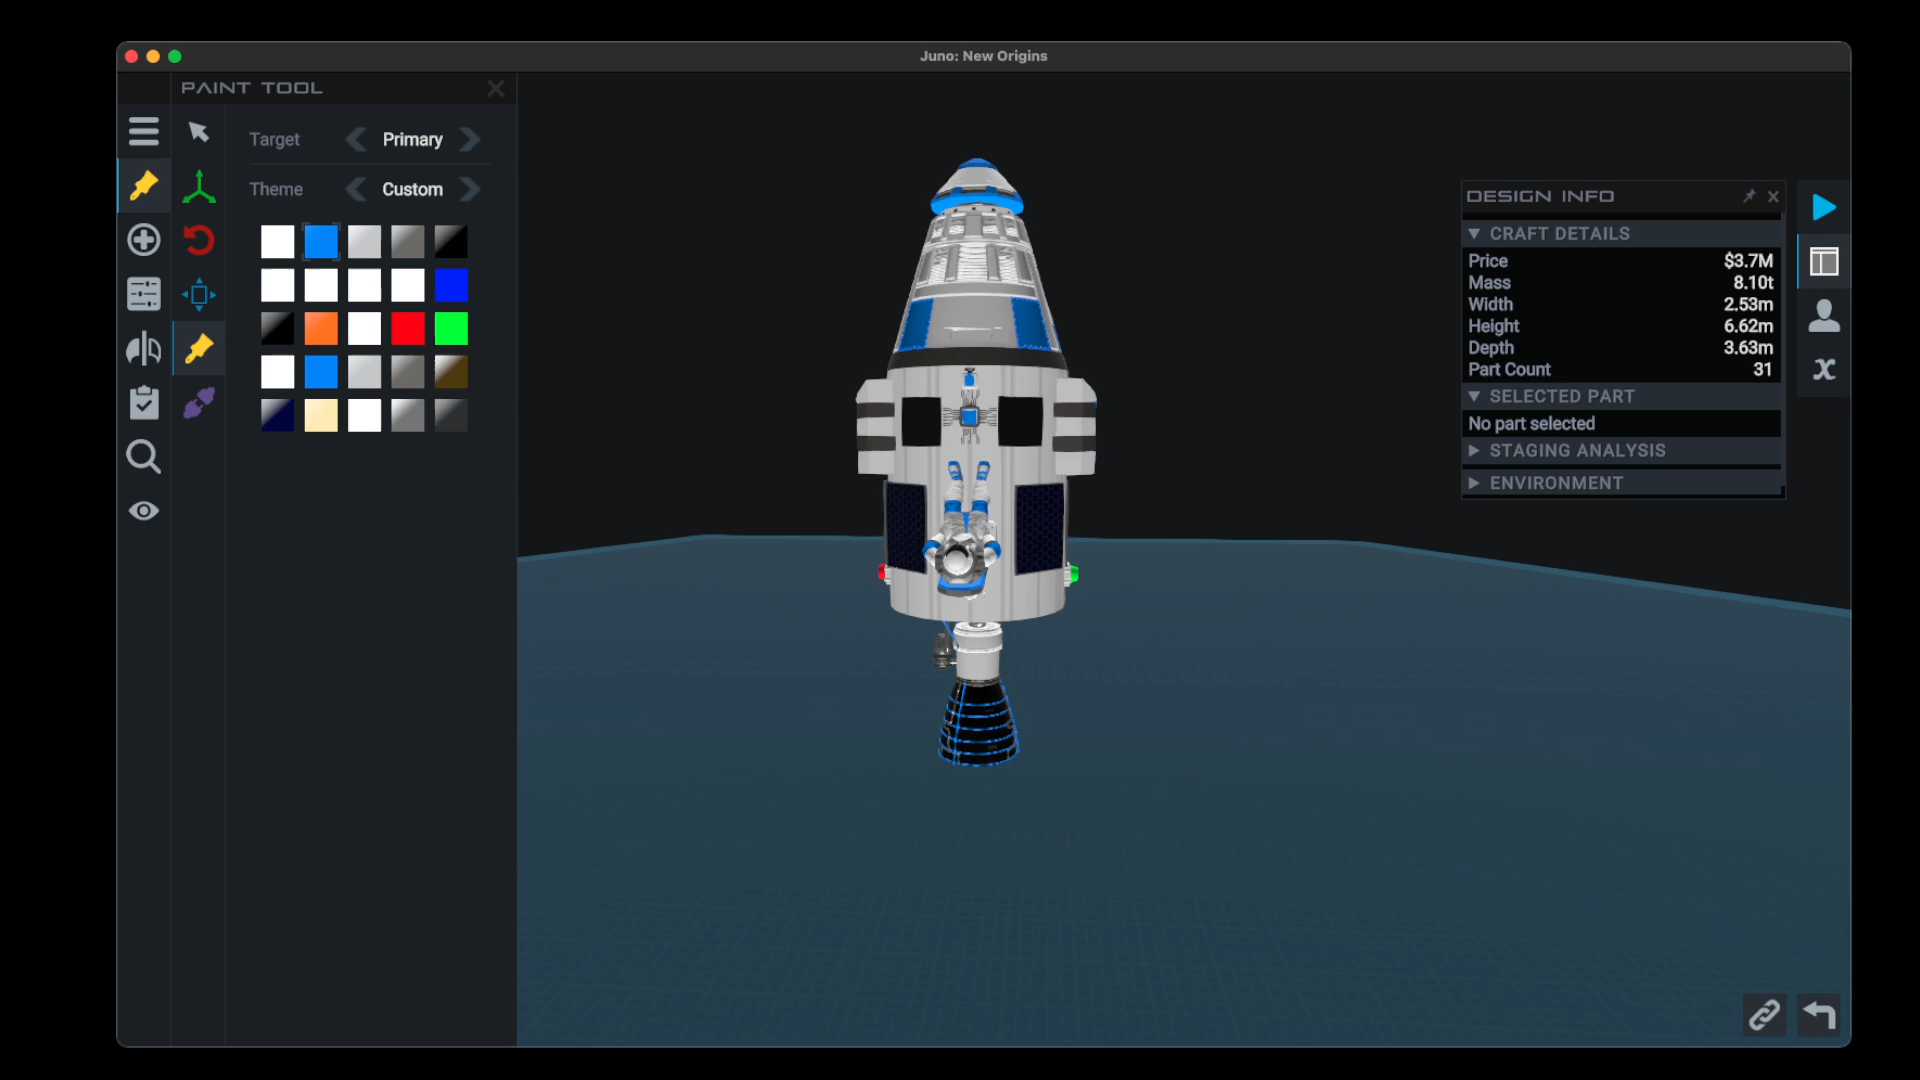 Juno: New Origins
PAINT TOOL
Target Primary
Theme Custom
DESIGN INFO
CRAFT DETAILS
Price $3.7M
Mass 8.10t
Width 2.53m
Height 6.62m
Depth 3.63m
Part Count 31
SELECTED PART
No part selected
STAGING ANALYSIS
ENVIRONMENT